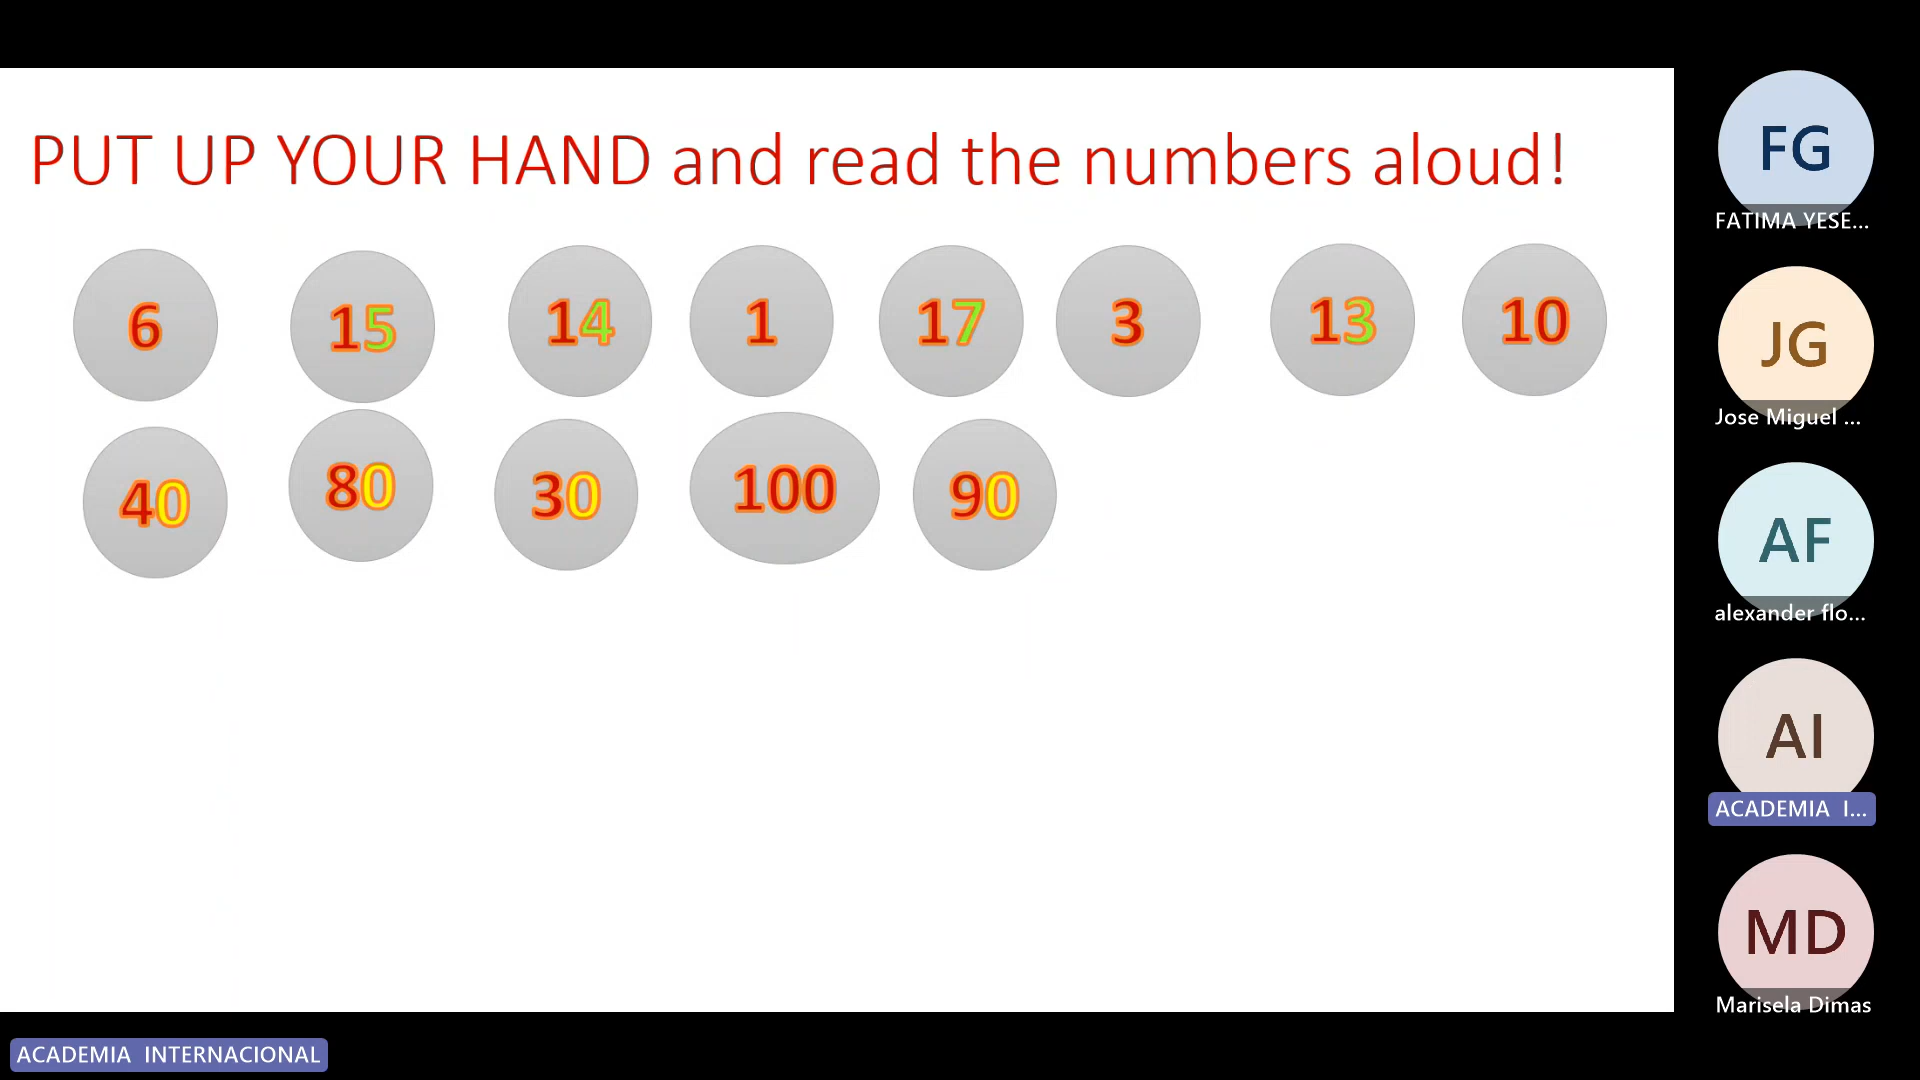 PUT UP YOUR HAND and read the numbers aloud!
6 15 14 1 17 3 13 10
40 80 30 100 90
FG
FATIMA YESE...
JG
Jose Miguel ...
AF
alexander flo...
AI
ACADEMIA I...
MD
Marisela Dimas
ACADEMIA INTERNACIONAL